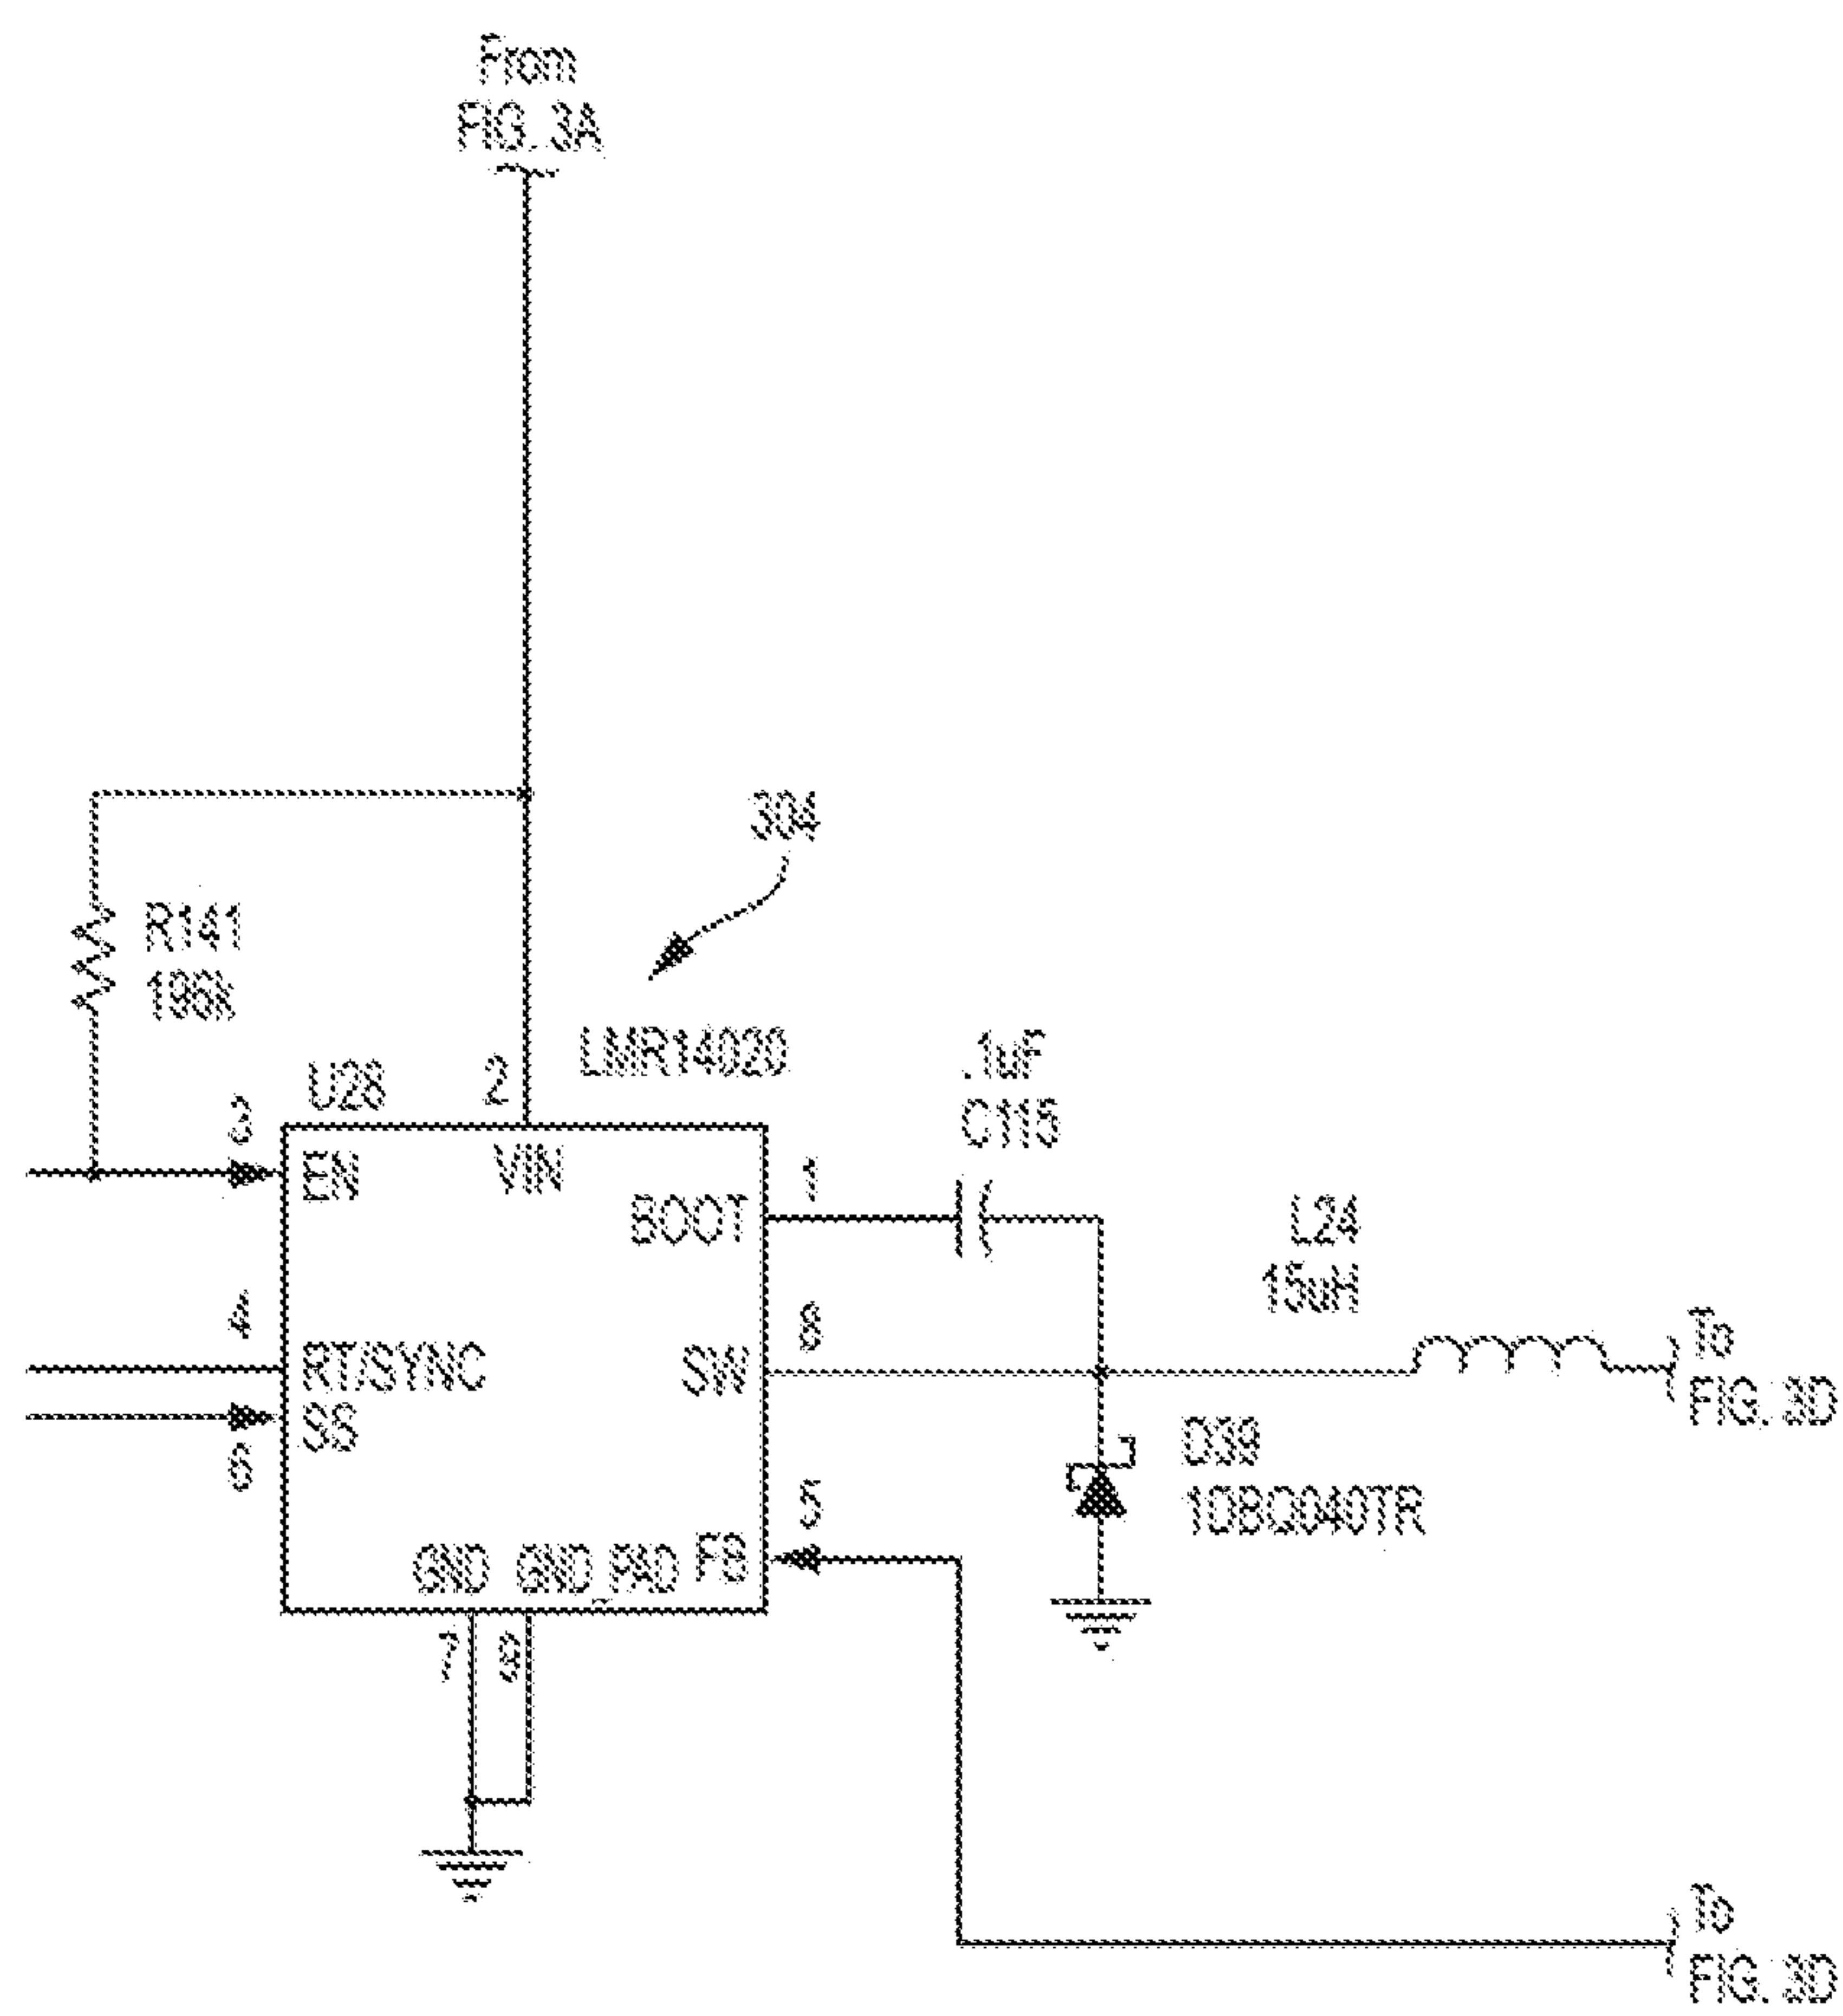 From
FIG. 3A
304
R141
196k
LMR14020
U28
2
3
.1uF
C115
EN
VIN
1
BOOT
L24
15uH
4
8
RT/SYNC
SW
To
FIG. 3D
SS
6
D39
10BQ040TR
5
GND
GND_PAD
FB
7
9
To
FIG. 3D